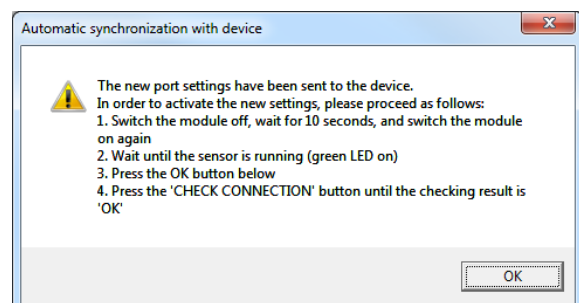 Automatic synchronization with device
The new port settings have been sent to the device.
In order to activate the new settings, please proceed as follows:
1. Switch the module off, wait for 10 seconds, and switch the module
on again
2. Wait until the sensor is running (green LED on)
3. Press the OK button below
4. Press the 'CHECK CONNECTION' button until the checking result is
'OK'
OK